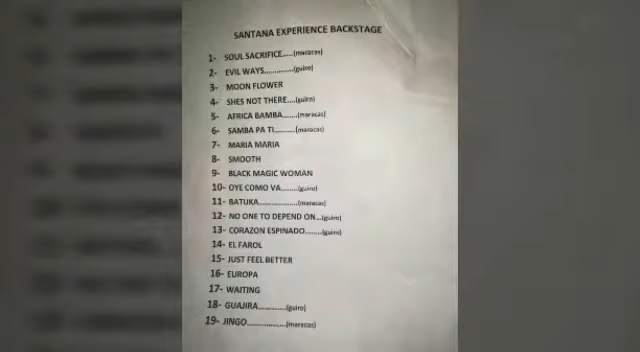 SANTANA EXPERIENCE BACKSTAGE
1- SOUL SACRIFICE.....(maracas)
2- EVIL WAYS...............(guiro)
3- MOON FLOWER
4- SHES NOT THERE....(guiro)
5- AFRICA BAMBA.......(maracas)
6- SAMBA PA TI..........(maracas)
7- MARIA MARIA
8- SMOOTH
9- BLACK MAGIC WOMAN
10- OYE COMO VA........(guiro)
11- BATUKA...................(maracas)
12- NO ONE TO DEPEND ON...(guiro)
13- CORAZON ESPINADO........(guiro)
14- EL FAROL
15- JUST FEEL BETTER
16- EUROPA
17- WAITING
18- GUAJIRA..............(guiro)
19- JINGO...................(maracas)